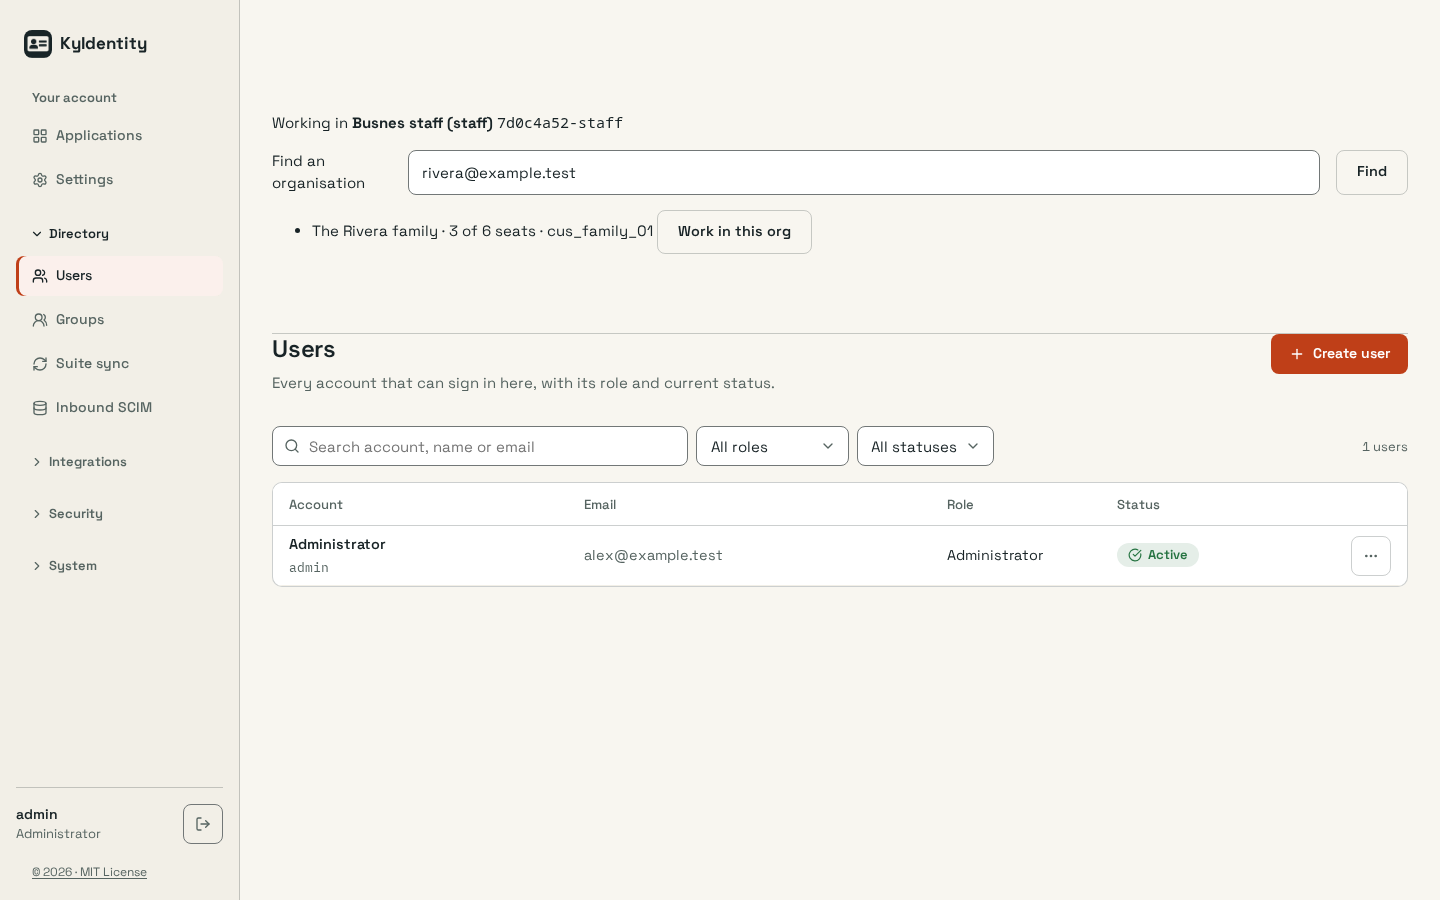 KyIdentity
Your account
Applications
Settings
Directory
Users
Groups
Suite sync
Inbound SCIM
Integrations
Security
System
admin
Administrator
© 2026 · MIT License
Working in Busnes staff (staff) 7d0c4a52-staff
Find an
organisation
rivera@example.test
Find
The Rivera family · 3 of 6 seats · cus_family_01
Work in this org
Users
Create user
Every account that can sign in here, with its role and current status.
Search account, name or email
All roles
All statuses
1 users
Account Email Role Status
Administrator
admin
alex@example.test
Administrator
Active